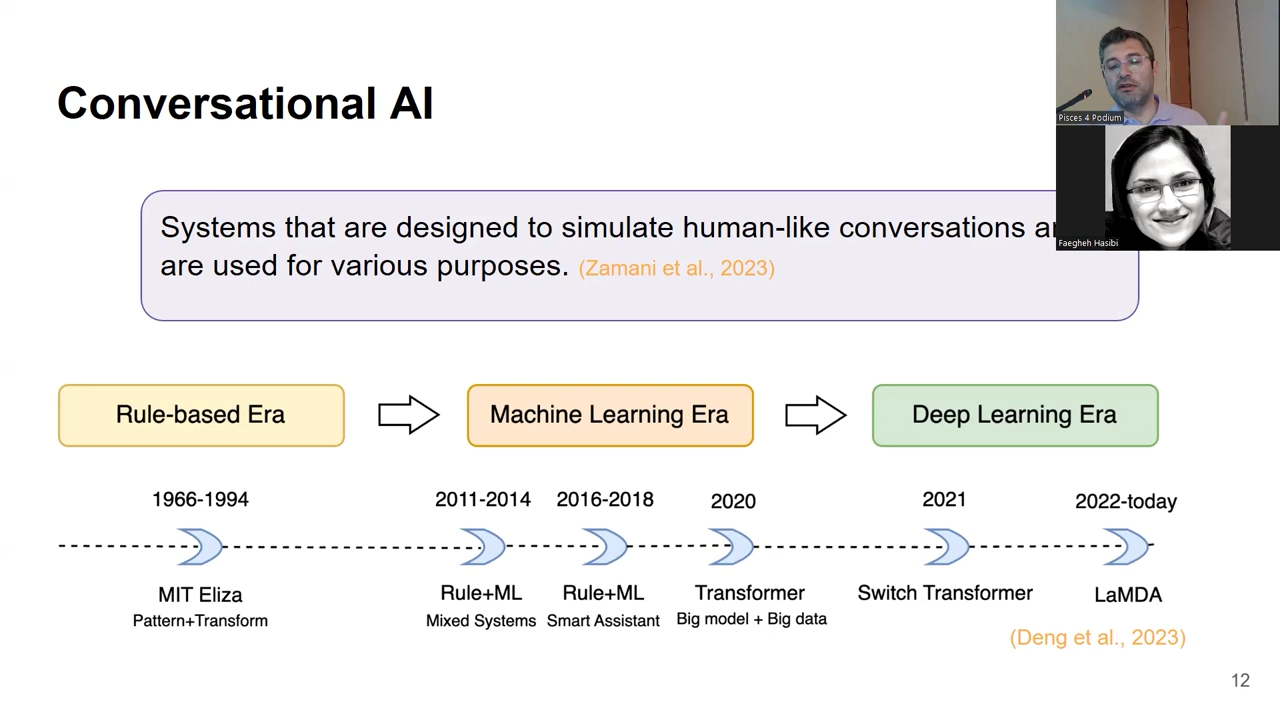 Conversational AI
Pisces 4 Podium
Systems that are designed to simulate human-like conversations
Faegheh Hasibi
are used for various purposes. (Zamani et al., 2023)
Rule-based Era
Machine Learning Era
Deep Learning Era
1966-1994
2011-2014
2016-2018
2020
2021
2022-today
MIT Eliza
Pattern+Transform
Rule+ML
Mixed Systems
Rule+ML
Smart Assistant
Transformer
Big model + Big data
Switch Transformer
LaMDA
(Deng et al., 2023)
12